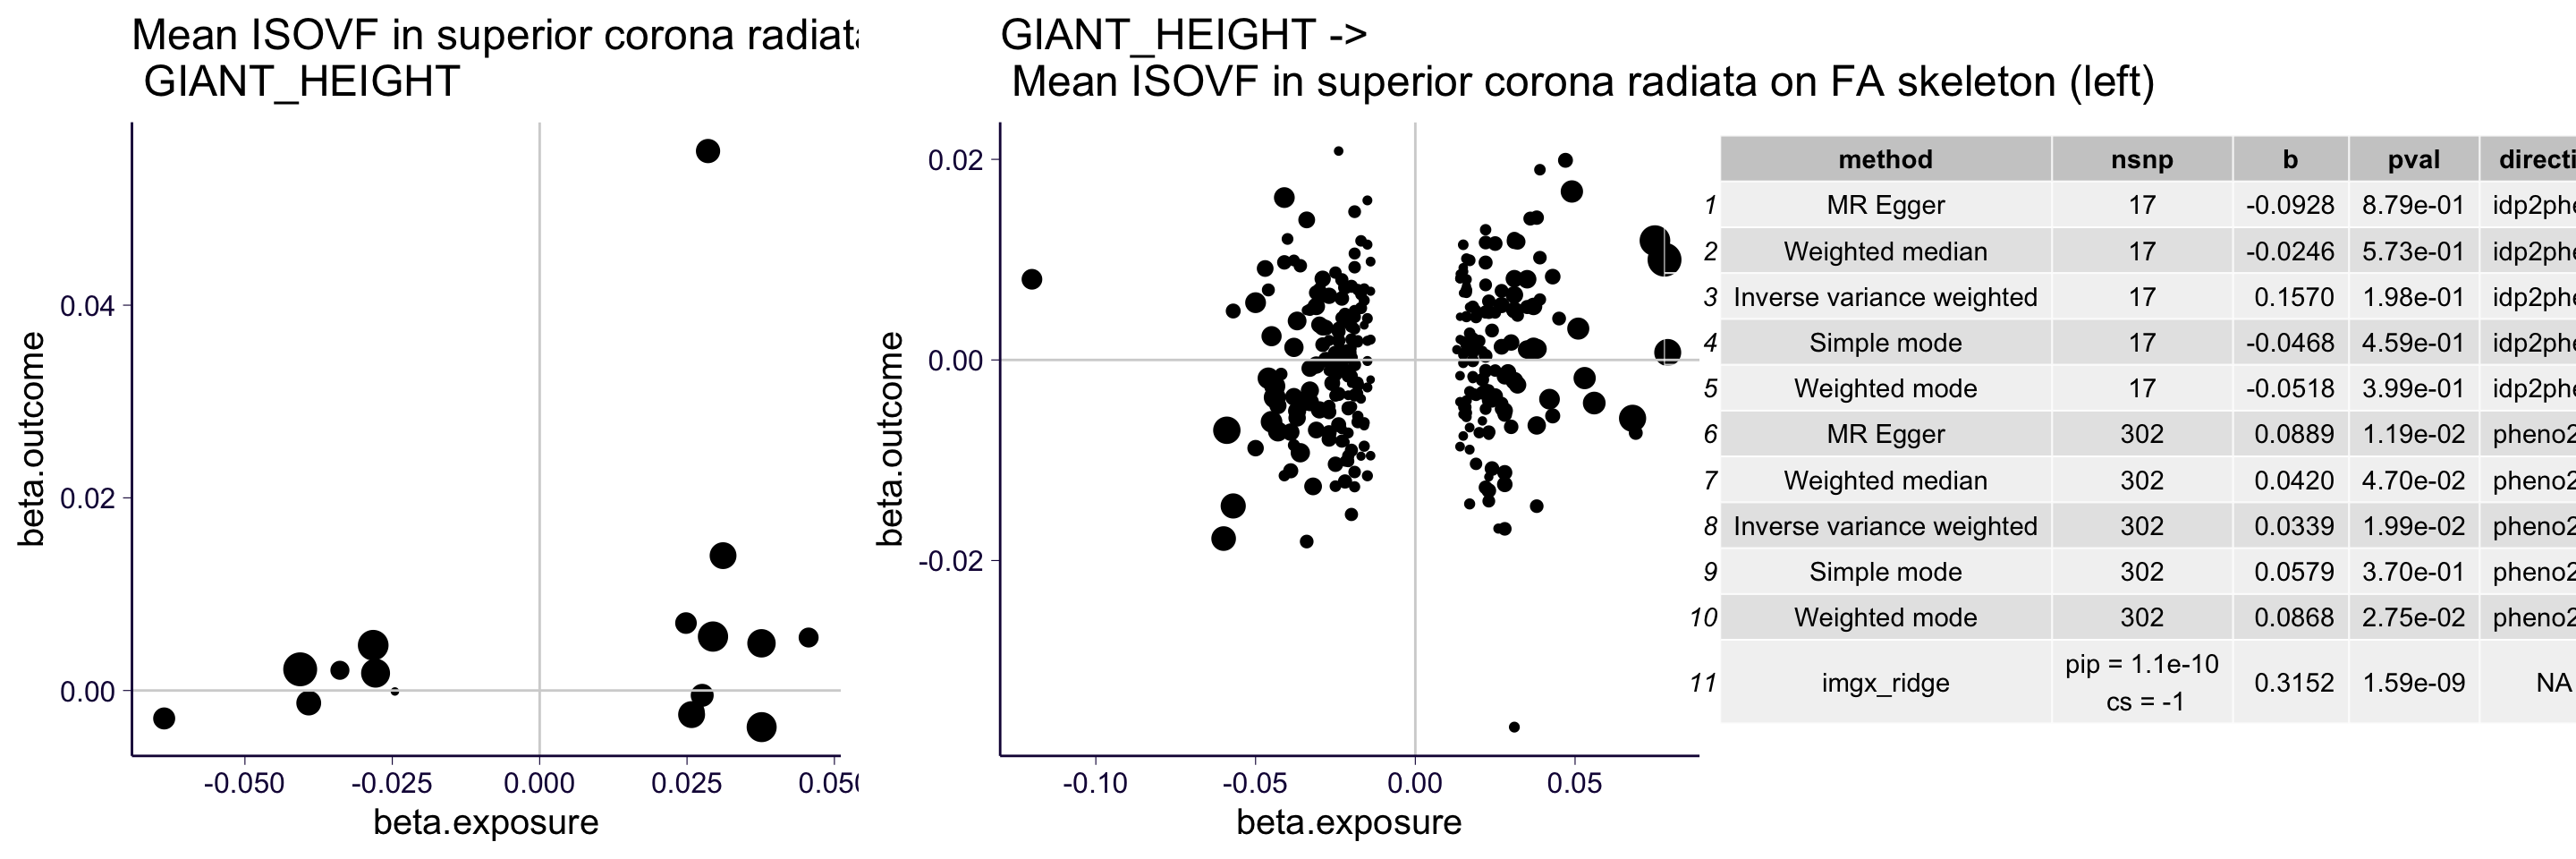 Mean ISOVF in superior corona
GIANT_HEIGHT
beta.outcome
0.04
0.02
0.00
-0.050 -0.025 0.000 0.025
beta.exposure
GIANT_HEIGHT ->
Mean ISOVF in superior corona radiata on FA skeleton (left)
beta.outcome
0.02
0.00
-0.02
-0.10 -0.05 0.00 0.05
beta.exposure
method nsnp b pval
1 MR Egger 17 -0.0928 8.79e-01
2 Weighted median 17 -0.0246 5.73e-01
3 Inverse variance weighted 17 0.1570 1.98e-01
4 Simple mode 17 -0.0468 4.59e-01
5 Weighted mode 17 -0.0518 3.99e-01
6 MR Egger 302 0.0889 1.19e-02
7 Weighted median 302 0.0420 4.70e-02
8 Inverse variance weighted 302 0.0339 1.99e-02
9 Simple mode 302 0.0579 3.70e-01
10 Weighted mode 302 0.0868 2.75e-02
11 imgx_ridge pip = 1.1e-10 0.3152 1.59e-09 NA
cs = -1